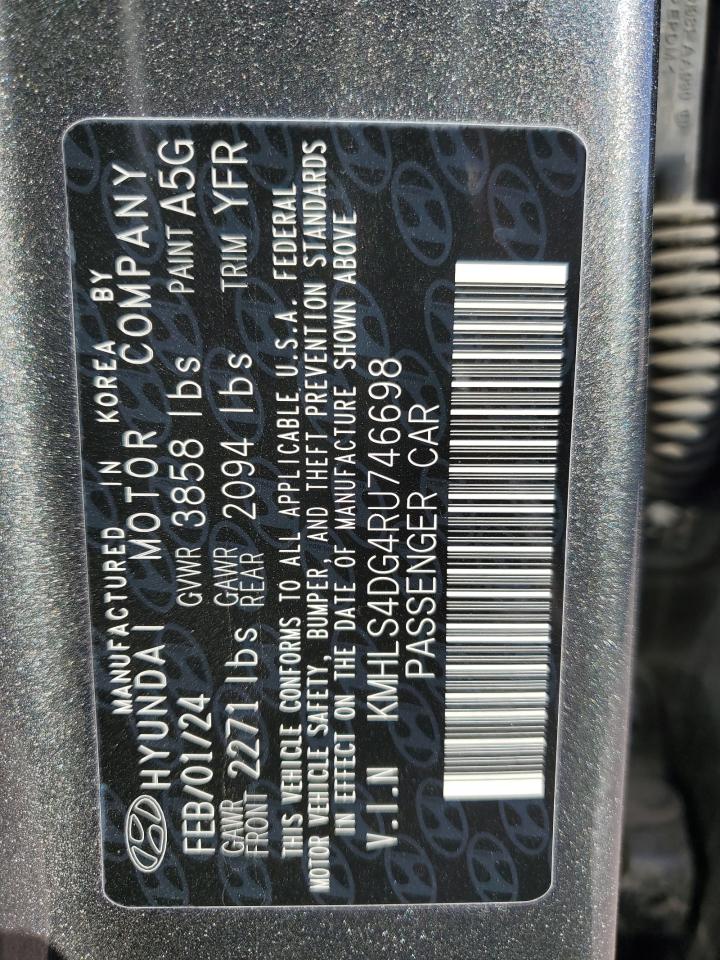 MANUFACTURED IN KOREA BY
HYUNDAI MOTOR COMPANY
FEB/01/24 GVWR 3858 lbs PAINT A5G
GAWR FRONT 2271 lbs GAWR REAR 2094 lbs TRIM YFR
THIS VEHICLE CONFORMS TO ALL APPLICABLE U.S.A. FEDERAL
MOTOR VEHICLE SAFETY, BUMPER, AND THEFT PREVENTION STANDARDS
IN EFFECT ON THE DATE OF MANUFACTURE SHOWN ABOVE
V.I.N KMHLS4DG4RU746698
PASSENGER CAR